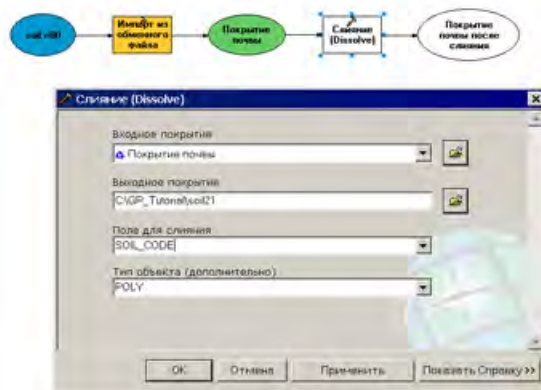 soil.e00
Импорт из
обменного
файла
Покрытие
почвы
Слияние
(Dissolve)
Покрытие
почвы после
слияния
Слияние (Dissolve)
Входное покрытие
Покрытие почвы
Выходное покрытие
C:\GP_Tutorial\soil21
Поле для слияния
SOIL_CODE
Тип объекта (дополнительно)
POLY
OK
Отмена
Применить
Показать Справку >>